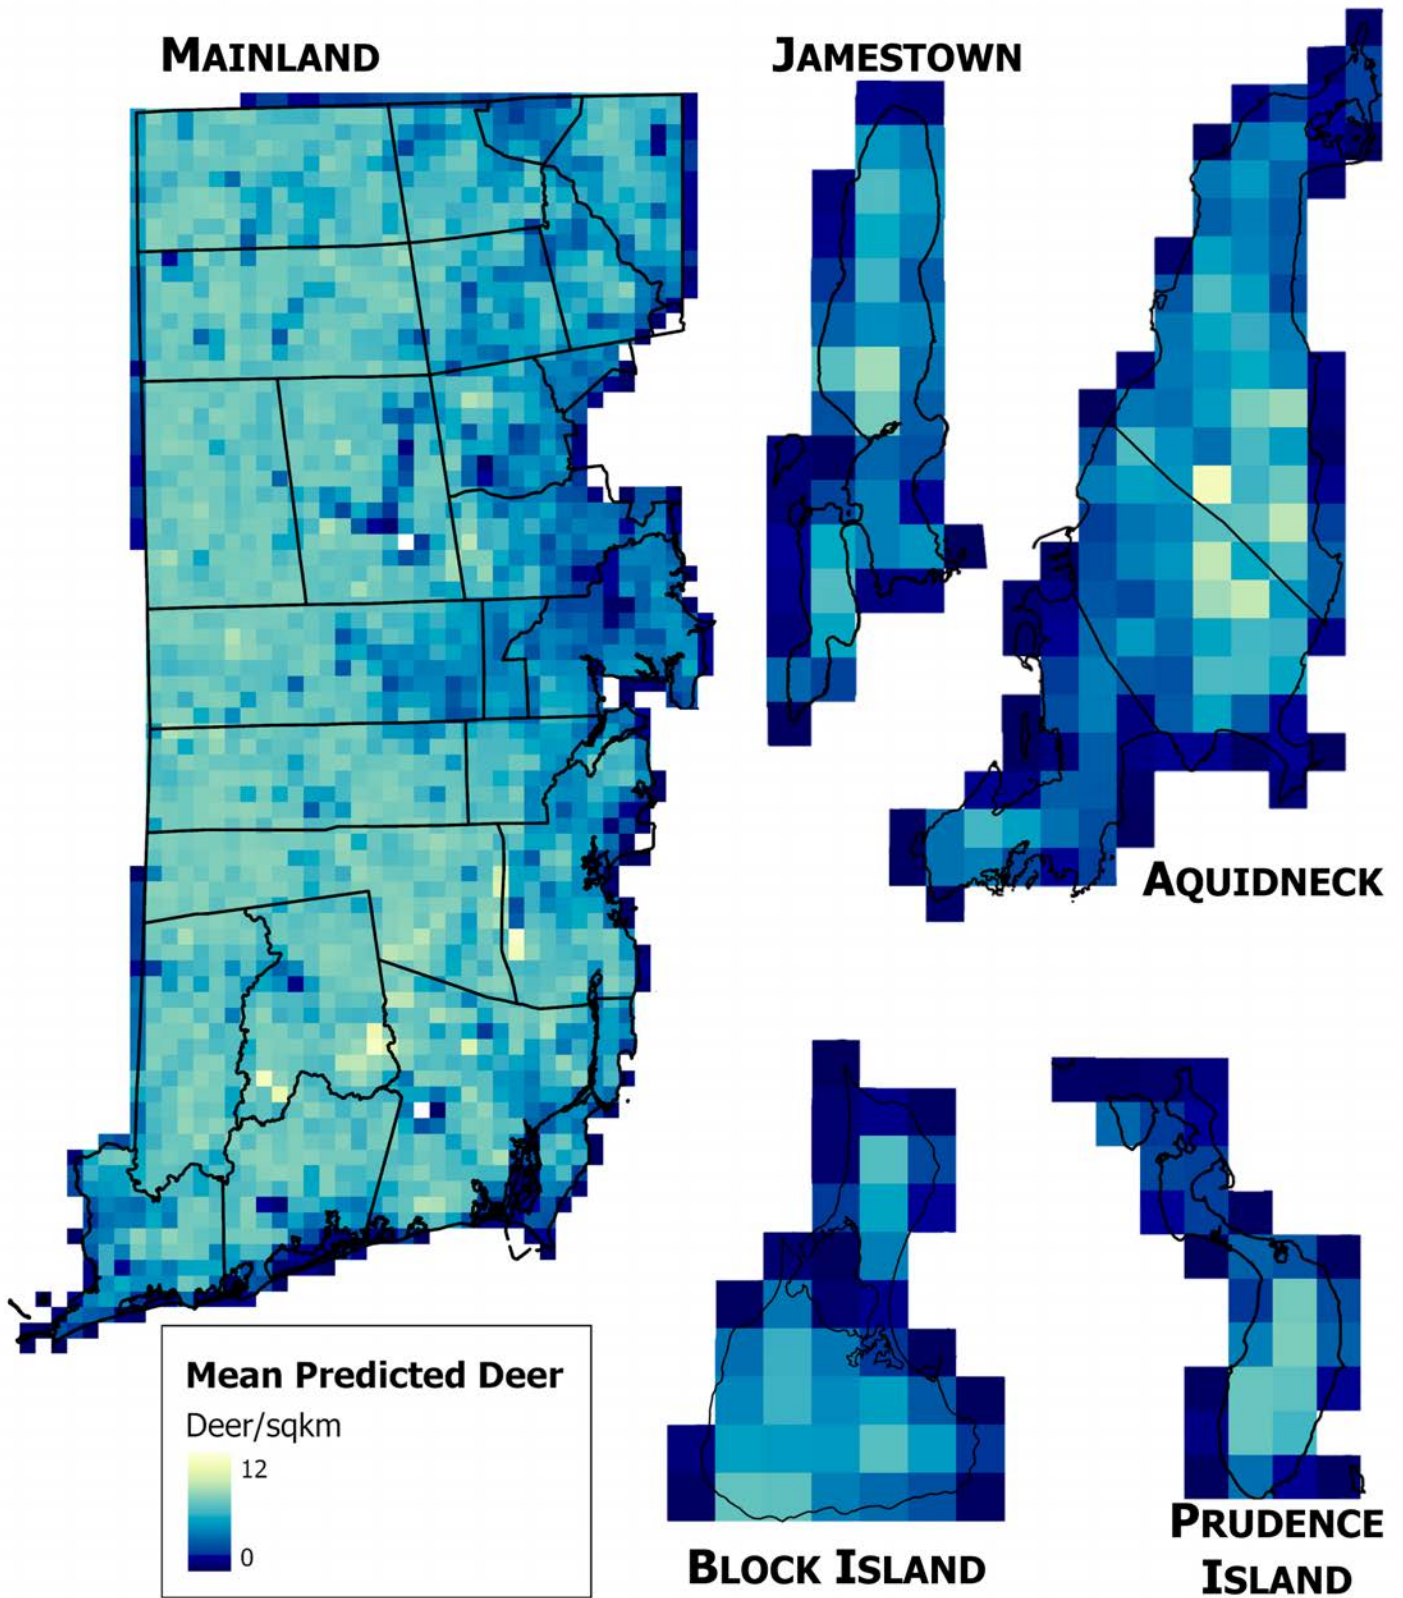 MAINLAND
JAMESTOWN
AQUIDNECK
Mean Predicted Deer
Deer/sqkm
12
0
BLOCK ISLAND
PRUDENCE
ISLAND